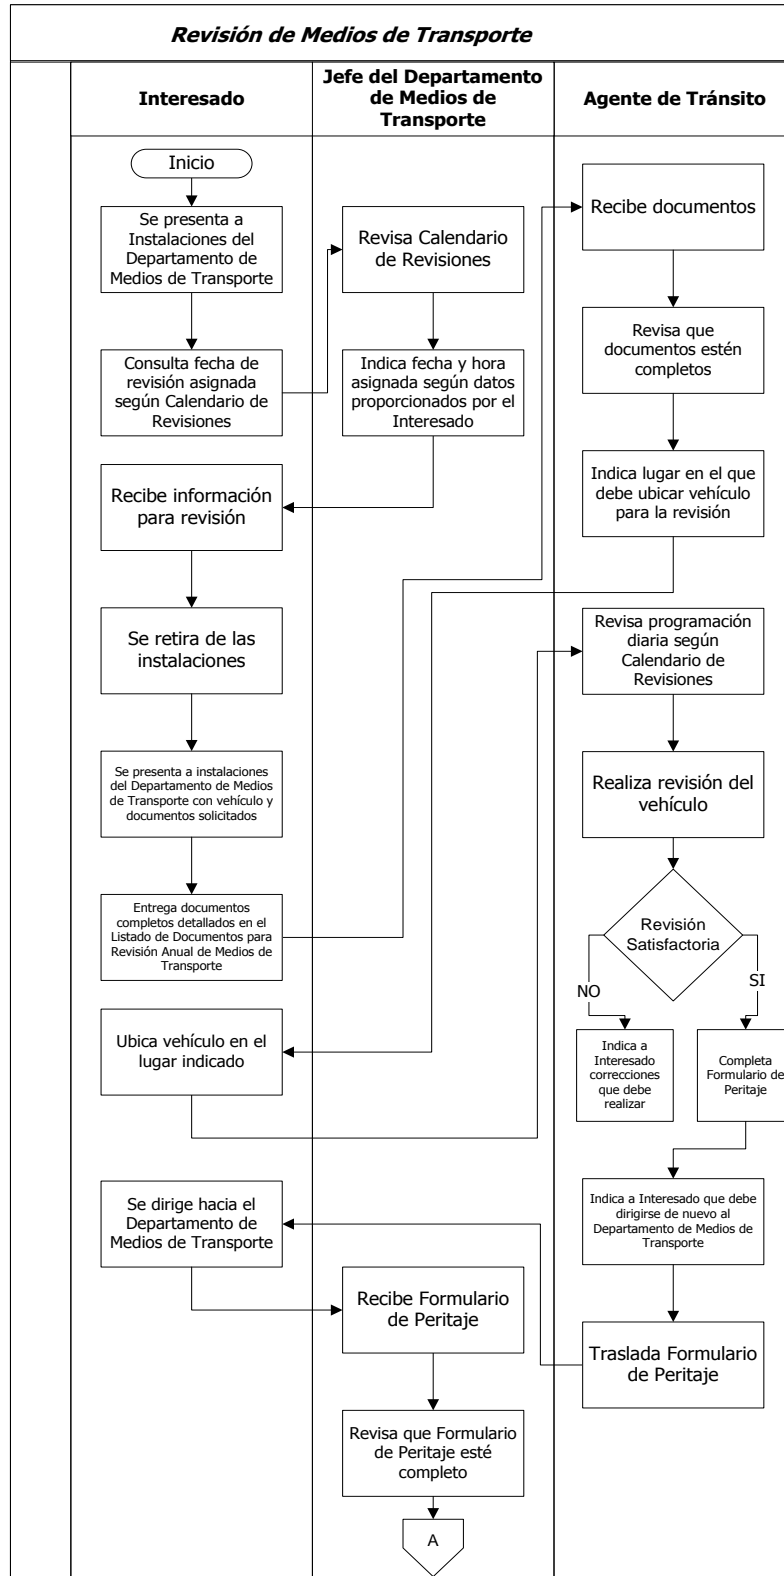 Revisión de Medios de Transporte
Interesado
Jefe del Departamento
de Medios de
Transporte
Agente de Tránsito
Inicio
Se presenta a
Instalaciones del
Departamento de
Medios de Transporte
Consulta fecha de
revisión asignada
según Calendario de
Revisiones
Revisa Calendario
de Revisiones
Indica fecha y hora
asignada según datos
proporcionados por el
Interesado
Recibe información
para revisión
Se retira de las
instalaciones
Se presenta a instalaciones
del Departamento de Medios
de Transporte con vehículo y
documentos solicitados
Entrega documentos
completos detallados en el
Listado de Documentos para
Revisión Anual de Medios de
Transporte
Recibe documentos
Revisa que
documentos estén
completos
Indica lugar en el que
debe ubicar vehículo
para la revisión
Ubica vehículo en el
lugar indicado
Revisa programación
diaria según
Calendario de
Revisiones
Realiza revisión del
vehículo
Revisión
Satisfactoria
NO
SI
Indica a
Interesado
correcciones
que debe
realizar
Completa
Formulario de
Peritaje
Indica a Interesado que debe
dirigirse de nuevo al
Departamento de Medios de
Transporte
Traslada Formulario
de Peritaje
Se dirige hacia el
Departamento de
Medios de Transporte
Recibe Formulario
de Peritaje
Revisa que Formulario
de Peritaje esté
completo
A